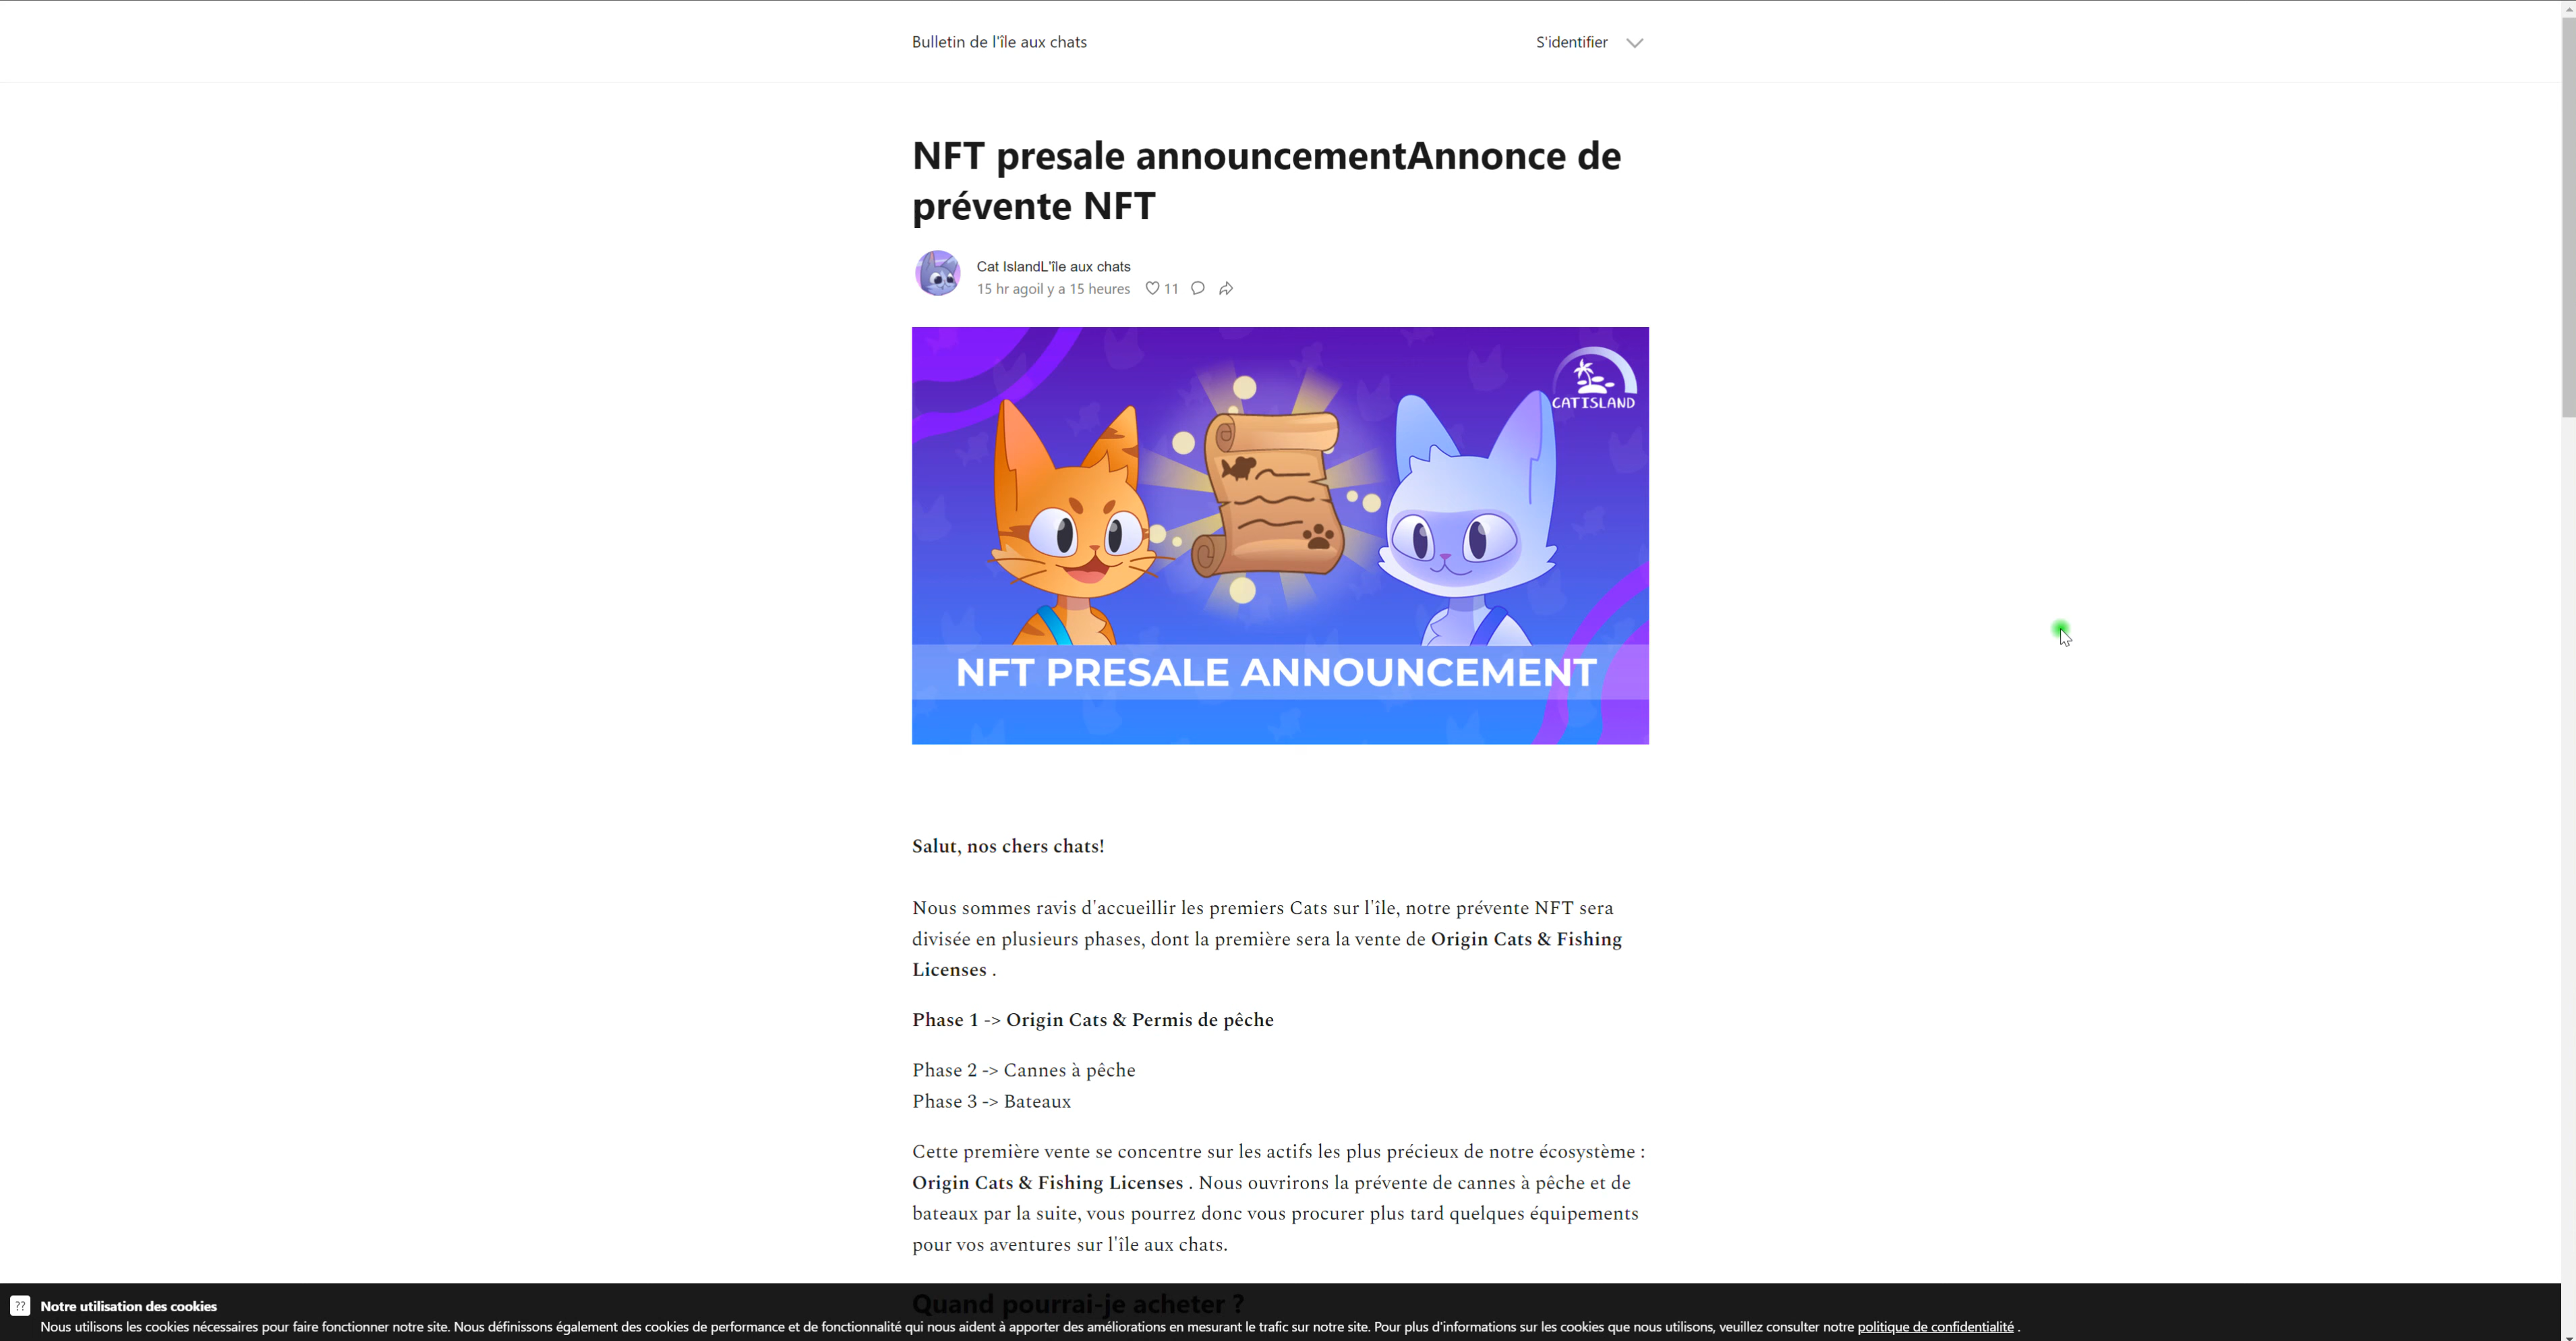 Bulletin de l'île aux chats
S'identifier
NFT presale announcementAnnonce de
prévente NFT
Cat IslandL'île aux chats
15 hr agoil y a 15 heures 11
CATISLAND
NFT PRESALE ANNOUNCEMENT
Salut, nos chers chats!
Nous sommes ravis d'accueillir les premiers Cats sur l'île, notre prévente NFT sera
divisée en plusieurs phases, dont la première sera la vente de Origin Cats & Fishing
Licenses .
Phase 1 -> Origin Cats & Permis de pêche
Phase 2 -> Cannes à pêche
Phase 3 -> Bateaux
Cette première vente se concentre sur les actifs les plus précieux de notre écosystème :
Origin Cats & Fishing Licenses . Nous ouvrirons la prévente de cannes à pêche et de
bateaux par la suite, vous pourrez donc vous procurer plus tard quelques équipements
pour vos aventures sur l'île aux chats.
Quand pourrai-je acheter ?
?? Notre utilisation des cookies
Nous utilisons les cookies nécessaires pour faire fonctionner notre site. Nous définissons également des cookies de performance et de fonctionnalité qui nous aident à apporter des améliorations en mesurant le trafic sur notre site. Pour plus d'informations sur les cookies que nous utilisons, veuillez consulter notre politique de confidentialité .